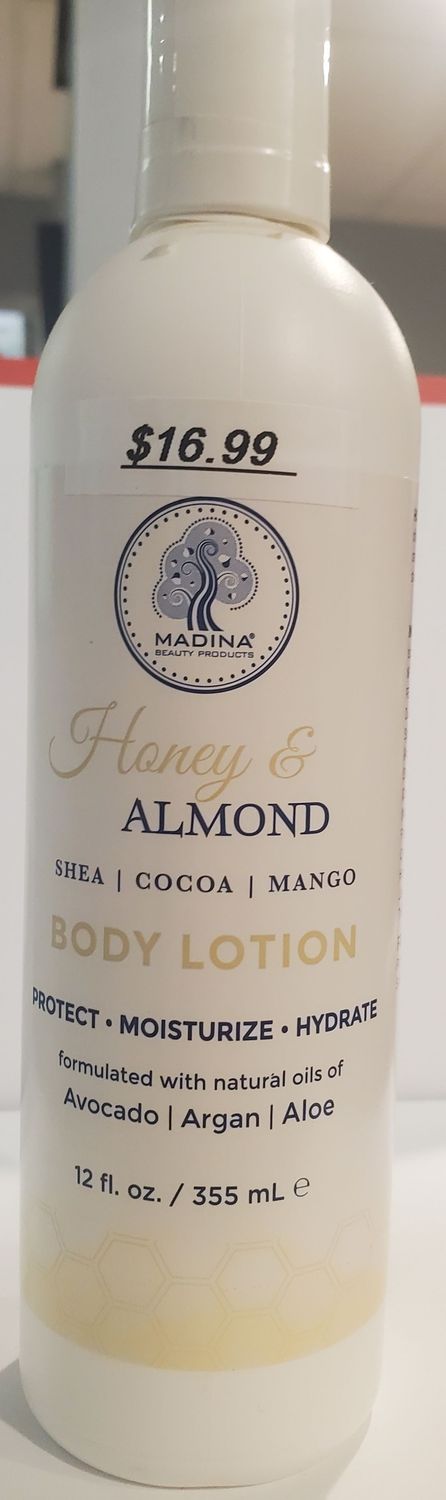 $16.99
MADINA®
BEAUTY PRODUCTS
Honey &
ALMOND
SHEA | COCOA | MANGO
BODY LOTION
PROTECT • MOISTURIZE • HYDRATE
formulated with natural oils of
Avocado | Argan | Aloe
12 fl. oz. / 355 mL ℮